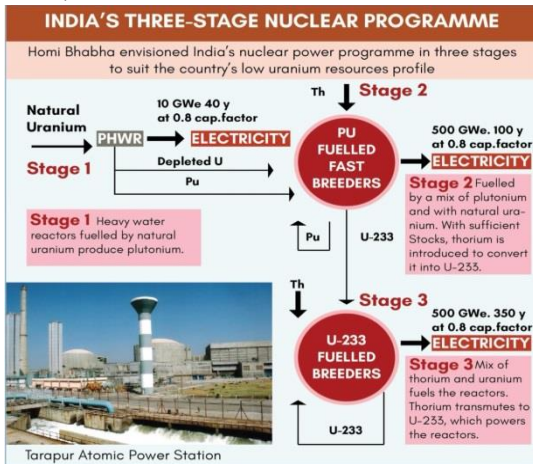 INDIA'S THREE-STAGE NUCLEAR PROGRAMME
Homi Bhabha envisioned India's nuclear power programme in three stages
to suit the country's low uranium resources profile
Natural
Uranium
Stage 1
PHWR
10 GWe 40 y
at 0.8 cap.factor
ELECTRICITY
Depleted U
Pu
Th
Stage 2
PU
FUELLED
FAST
BREEDERS
500 GWe. 100 y
at 0.8 cap.factor
ELECTRICITY
Stage 1 Heavy water
reactors fuelled by natural
uranium produce plutonium.
Pu
U-233
Stage 2 Fuelled
by a mix of plutonium
and with natural ura-
nium. With sufficient
Stocks, thorium is
introduced to convert
it into U-233.
Th
Stage 3
U-233
FUELLED
BREEDERS
500 GWe. 350 y
at 0.8 cap.factor
ELECTRICITY
Stage 3 Mix of
thorium and uranium
fuels the reactors.
Thorium transmutes to
U-233, which powers
the reactors.
U-233
Tarapur Atomic Power Station